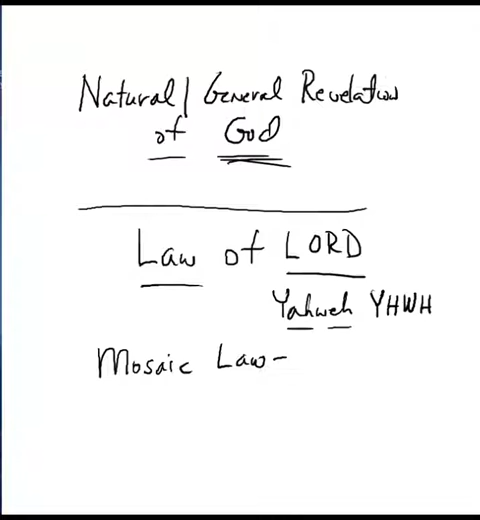 Natural/General Revelation
of God
Law of LORD
Yahweh YHWH
Mosaic Law-